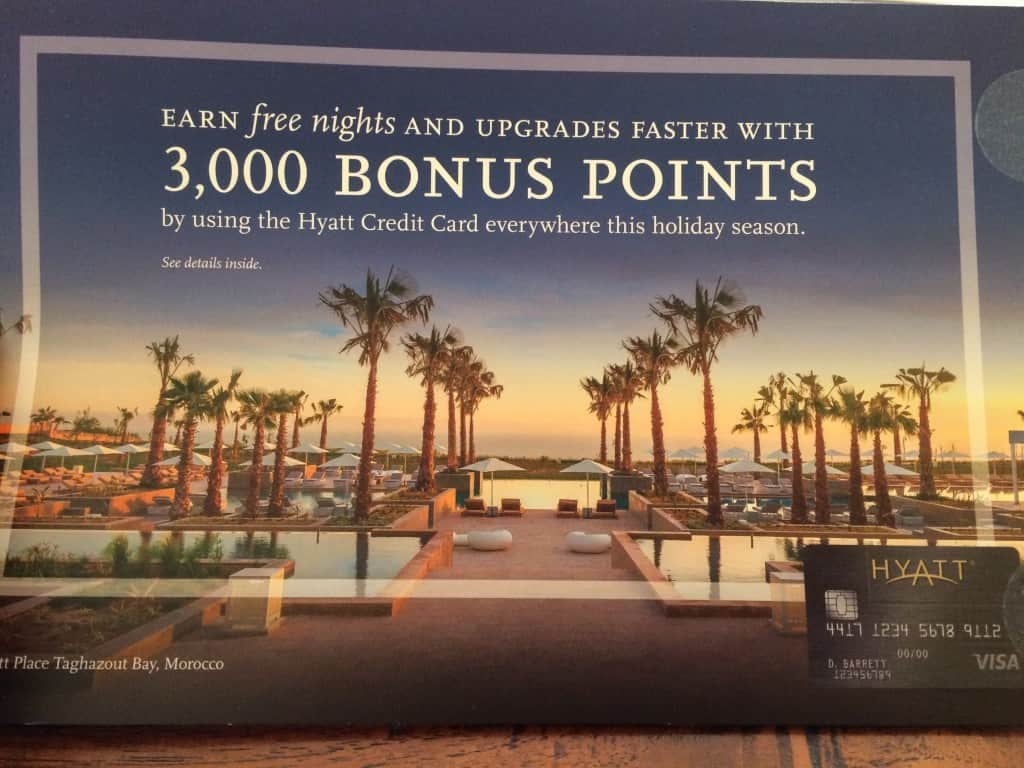 EARN free nights AND UPGRADES FASTER WITH
3,000 BONUS POINTS
by using the Hyatt Credit Card everywhere this holiday season.
See details inside.
HYATT
4417 1234 5678 9112
00/00
D. BARRETT
123456789
VISA
tt Place Taghazout Bay, Morocco